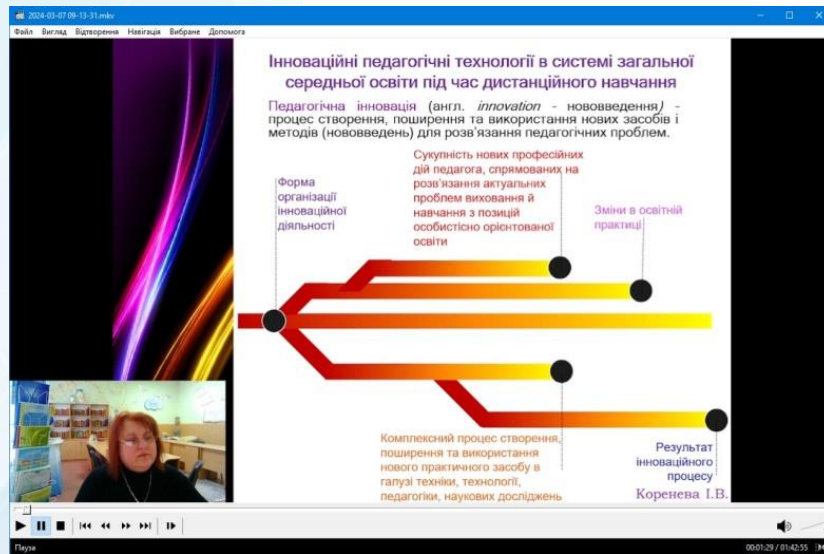 2024-03-07 09-13-31.mkv
Файл Вигляд Відтворення Навігація Вибране Допомога
Інноваційні педагогічні технології в системі загальної
середньої освіти під час дистанційного навчання
Педагогічна інновація (англ. innovation - нововведення) -
процес створення, поширення та використання нових засобів і
методів (нововведень) для розв’язання педагогічних проблем.
Форма
організації
інноваційної
діяльності
Сукупність нових професійних
дій педагога, спрямованих на
розв’язання актуальних
проблем виховання й
навчання з позицій
особистісно орієнтованої
освіти
Зміни в освітній
практиці
Комплексний процес створення,
поширення та використання
нового практичного засобу в
галузі техніки, технології,
педагогіки, наукових досліджень
Результат
інноваційного
процесу
Коренева І.В.
Пауза
00:01:29 / 01:42:55